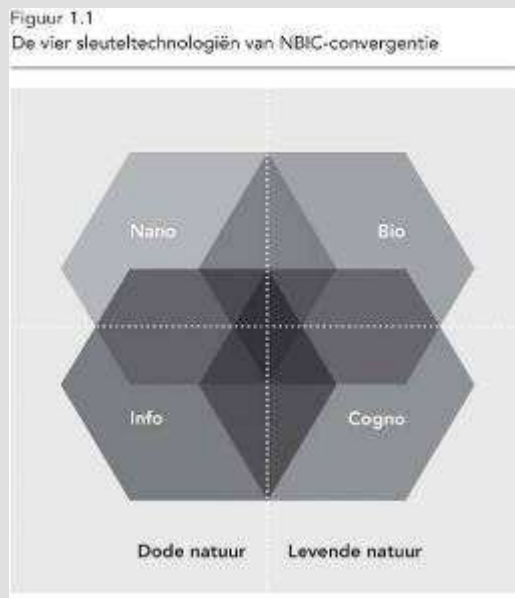 Figuur 1.1
De vier sleuteltechnologiën van NBIC-convergentie
Nano Bio
Info Cogno
Dode natuur Levende natuur